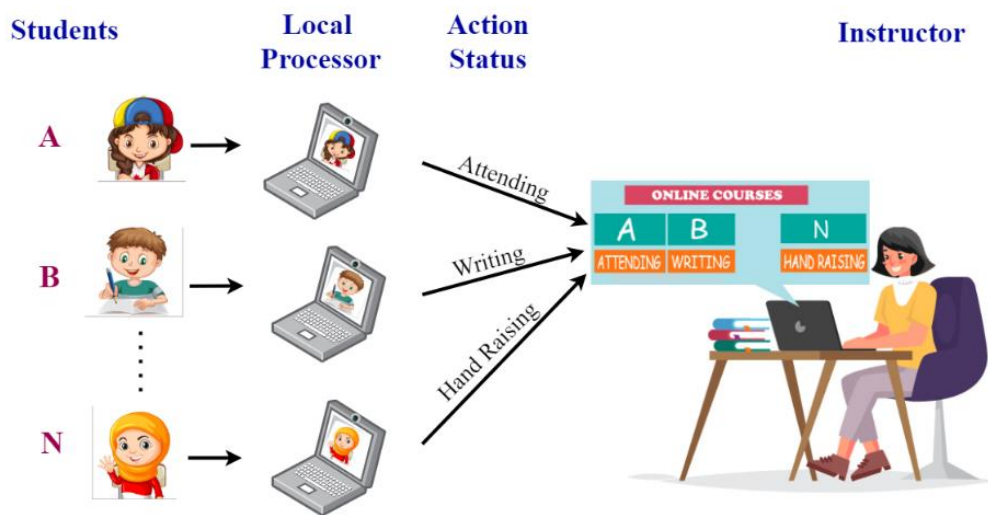 Students
Local
Processor
Action
Status
Instructor
A
Attending
ONLINE COURSES
A B N
ATTENDING WRITING HAND RAISING
B
Writing
Hand Raising
N